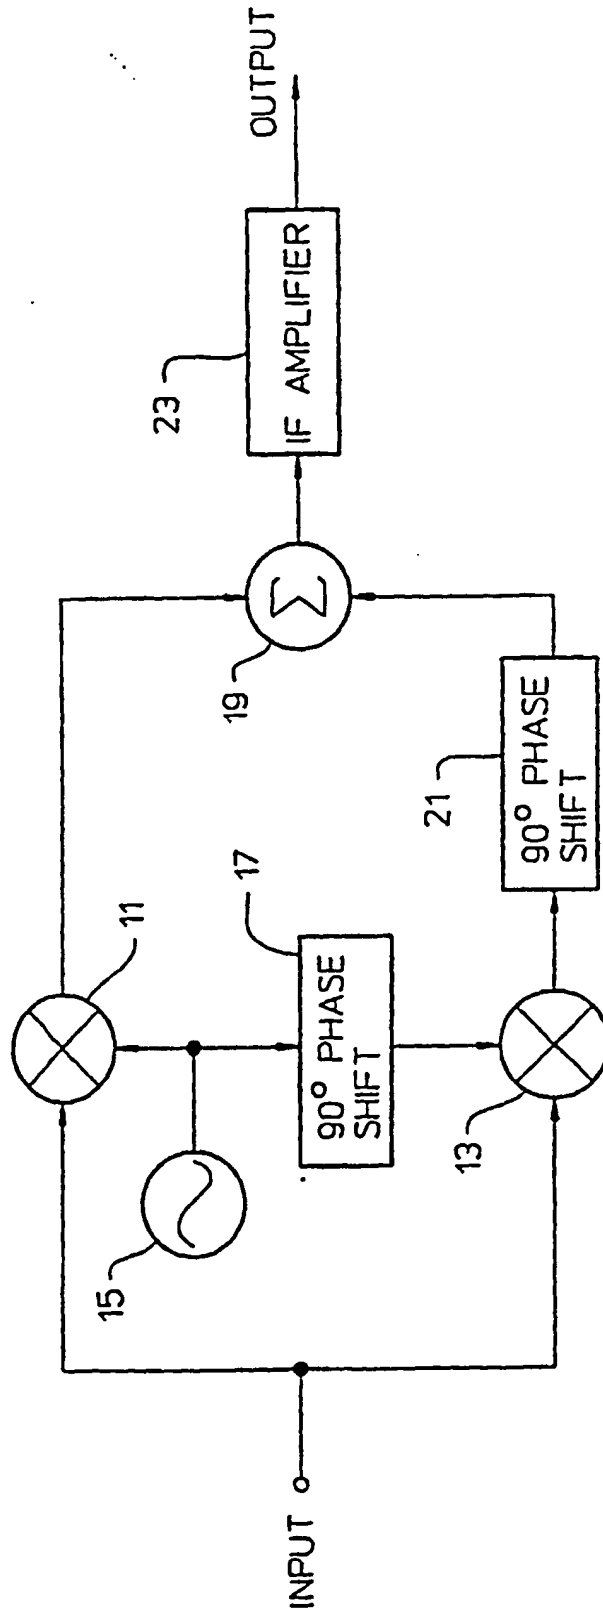 INPUT
15
11
17
90° PHASE
SHIFT
13
21
90° PHASE
SHIFT
19
Σ
23
IF AMPLIFIER
OUTPUT